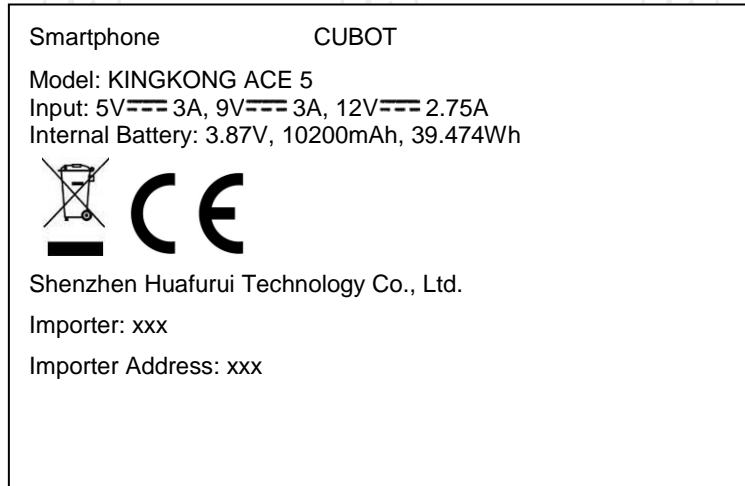 Smartphone CUBOT
Model: KINGKONG ACE 5
Input: 5V⎓3A, 9V⎓3A, 12V⎓2.75A
Internal Battery: 3.87V, 10200mAh, 39.474Wh
CE
Shenzhen Huafurui Technology Co., Ltd.
Importer: xxx
Importer Address: xxx